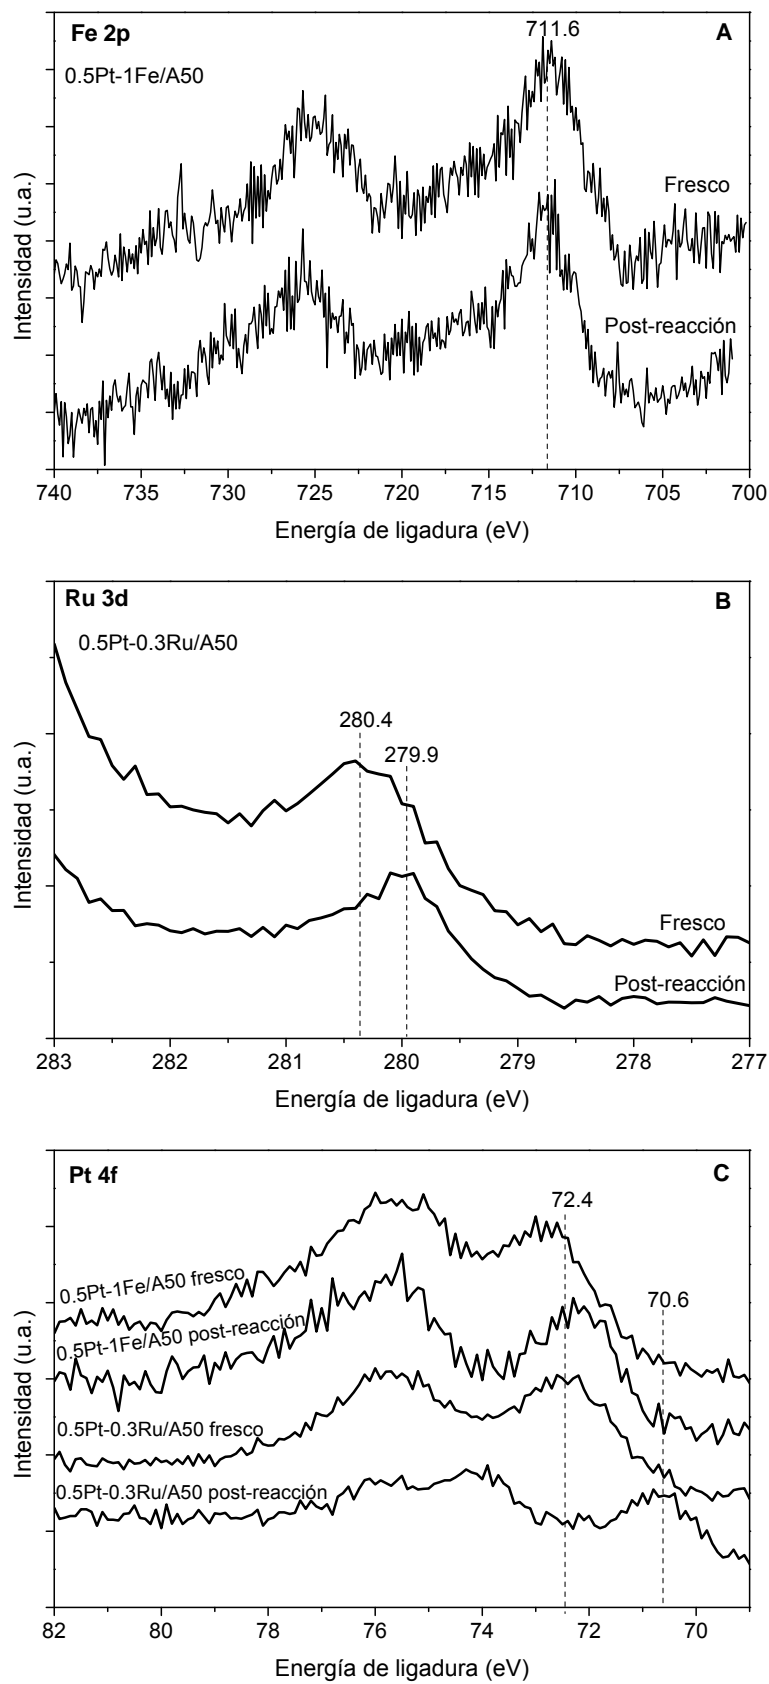 Fe 2p
711.6
A
0.5Pt-1Fe/A50
Fresco
Post-reacción
Intensidad (u.a.)
740 735 730 725 720 715 710 705 700
Energía de ligadura (eV)
Ru 3d
B
0.5Pt-0.3Ru/A50
280.4
279.9
Fresco
Post-reacción
Intensidad (u.a.)
283 282 281 280 279 278 277
Energía de ligadura (eV)
Pt 4f
C
72.4
0.5Pt-1Fe/A50 fresco
70.6
0.5Pt-1Fe/A50 post-reacción
0.5Pt-0.3Ru/A50 fresco
0.5Pt-0.3Ru/A50 post-reacción
Intensidad (u.a.)
82 80 78 76 74 72 70
Energía de ligadura (eV)